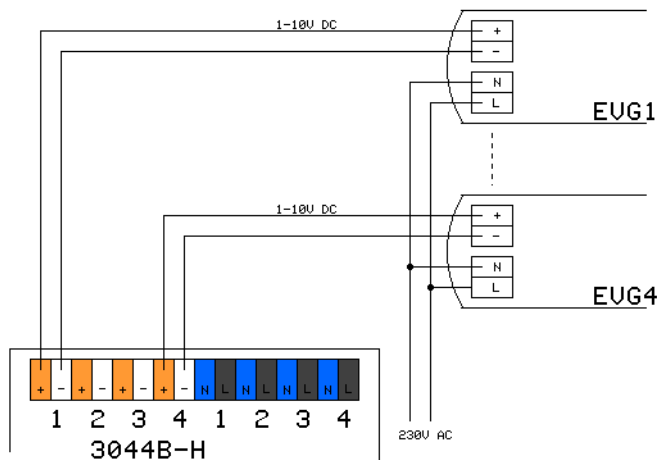 1-10V DC
+
-
N
L
EVG1
1-10V DC
+
-
N
L
EVG4
+ - + - + - + - N L N L N L N L
1 2 3 4 1 2 3 4
3044B-H
230V AC